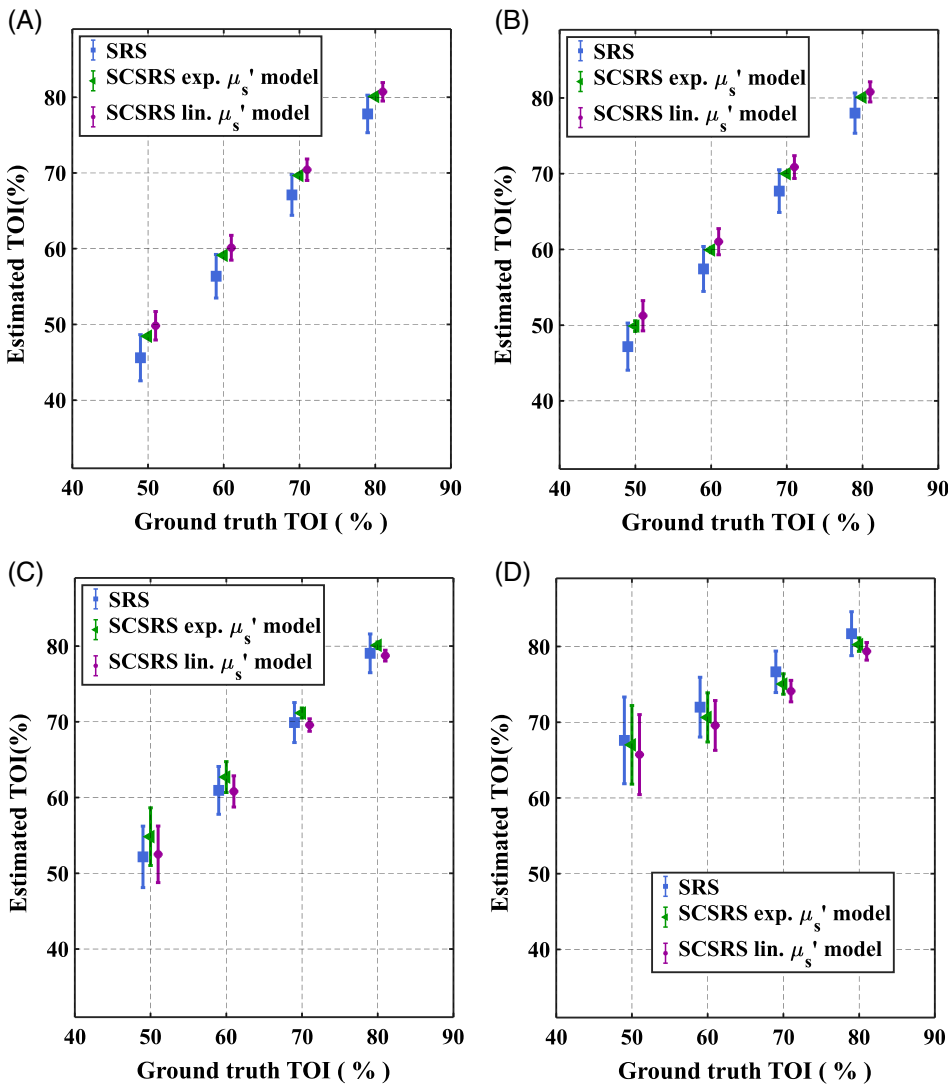 (A)
SRS
SCSRS exp. μs' model
SCSRS lin. μs' model
80
70
60
50
40
Estimated TOI(%)
40 50 60 70 80 90
Ground truth TOI ( % )
(B)
SRS
SCSRS exp. μs' model
SCSRS lin. μs' model
80
70
60
50
40
Estimated TOI(%)
40 50 60 70 80 90
Ground truth TOI ( % )
(C)
SRS
SCSRS exp. μs' model
SCSRS lin. μs' model
80
70
60
50
40
Estimated TOI(%)
40 50 60 70 80 90
Ground truth TOI ( % )
(D)
80
70
60
50
40
Estimated TOI(%)
SRS
SCSRS exp. μs' model
SCSRS lin. μs' model
40 50 60 70 80 90
Ground truth TOI ( % )